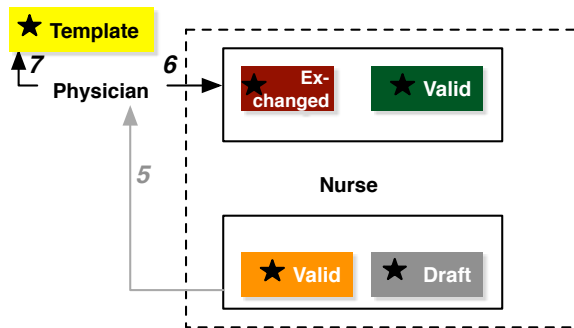 Template
7
6
Physician
Ex-
changed
Valid
5
Nurse
Valid
Draft